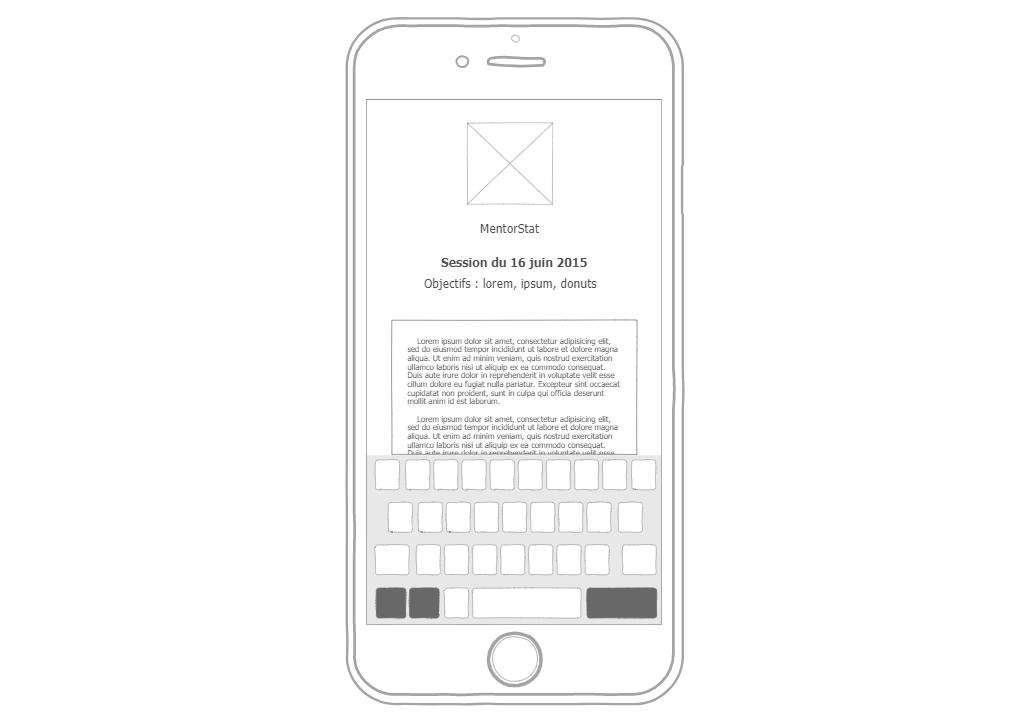 MentorStat
Session du 16 juin 2015
Objectifs : lorem, ipsum, donuts
Lorem ipsum dolor sit amet, consectetur adipisicing elit,
sed do eiusmod tempor incididunt ut labore et dolore magna
aliqua. Ut enim ad minim veniam, quis nostrud exercitation
ullamco laboris nisi ut aliquip ex ea commodo consequat.
Duis aute irure dolor in reprehenderit in voluptate velit esse
cillum dolore eu fugiat nulla pariatur. Excepteur sint occaecat
cupidatat non proident, sunt in culpa qui officia deserunt
mollit anim id est laborum.
Lorem ipsum dolor sit amet, consectetur adipisicing elit,
sed do eiusmod tempor incididunt ut labore et dolore magna
aliqua. Ut enim ad minim veniam, quis nostrud exercitation
ullamco laboris nisi ut aliquip ex ea commodo consequat.
Duis aute irure dolor in reprehenderit in voluptate velit esse